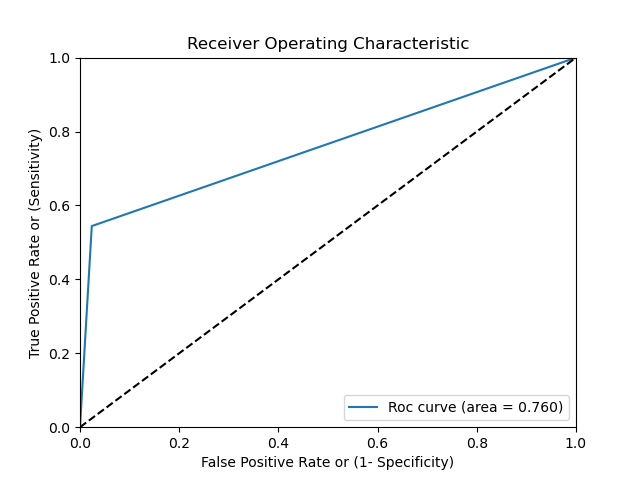 Receiver Operating Characteristic
True Positive Rate or (Sensitivity)
1.0
0.8
0.6
0.4
0.2
0.0
Roc curve (area = 0.760)
0.0 0.2 0.4 0.6 0.8 1.0
False Positive Rate or (1- Specificity)